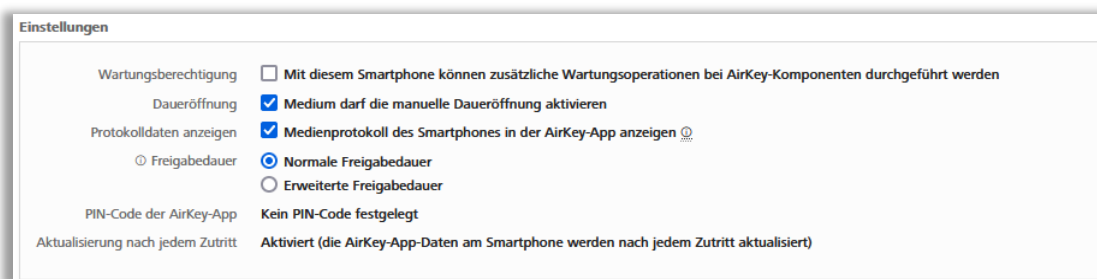 Einstellungen
Wartungsberechtigung Mit diesem Smartphone können zusätzliche Wartungsoperationen bei AirKey-Komponenten durchgeführt werden
Daueröffnung Medium darf die manuelle Daueröffnung aktivieren
Protokolldaten anzeigen Medienprotokoll des Smartphones in der AirKey-App anzeigen ⓘ
ⓘ Freigabedauer Normale Freigabedauer
Erweiterte Freigabedauer
PIN-Code der AirKey-App Kein PIN-Code festgelegt
Aktualisierung nach jedem Zutritt Aktiviert (die AirKey-App-Daten am Smartphone werden nach jedem Zutritt aktualisiert)